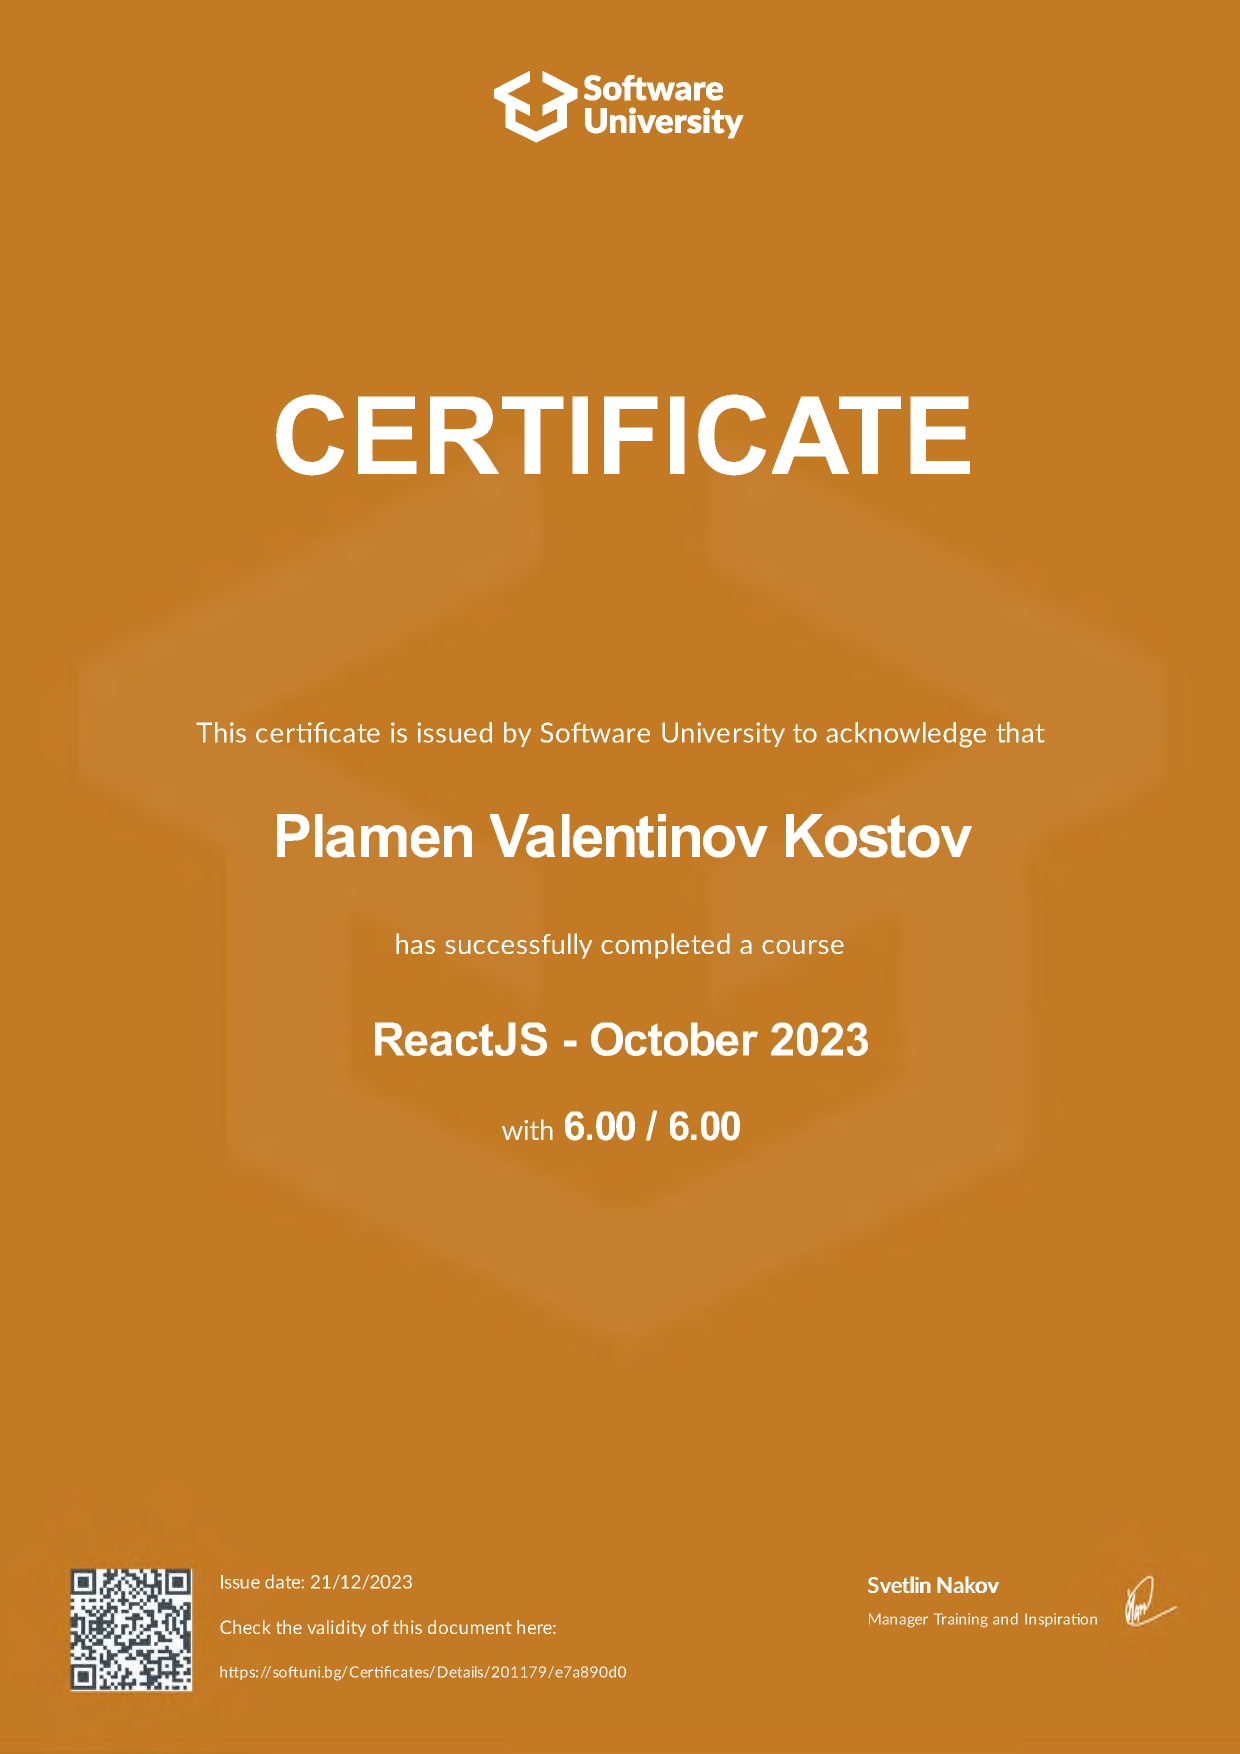 Software
University
CERTIFICATE
This certificate is issued by Software University to acknowledge that
Plamen Valentinov Kostov
has successfully completed a course
ReactJS - October 2023
with 6.00 / 6.00
Issue date: 21/12/2023
Check the validity of this document here:
https://softuni.bg/Certificates/Details/201179/e7a890d0
Svetlin Nakov
Manager Training and Inspiration